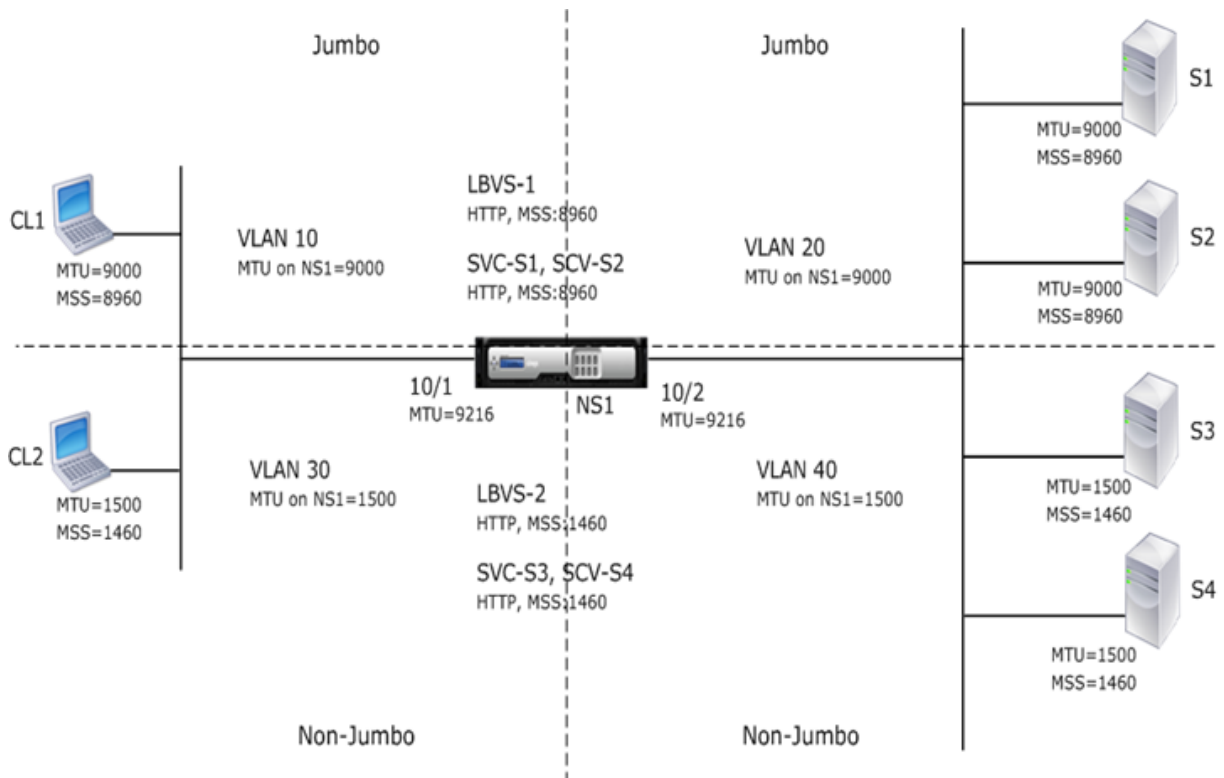 Jumbo
Jumbo
S1
MTU=9000
MSS=8960
LBVS-1
HTTP, MSS:8960
CL1
VLAN 10
MTU on NS1=9000
MTU=9000
MSS=8960
SVC-S1, SCV-S2
HTTP, MSS:8960
VLAN 20
MTU on NS1=9000
S2
MTU=9000
MSS=8960
10/1
MTU=9216
NS1
10/2
MTU=9216
S3
CL2
VLAN 30
MTU on NS1=1500
MTU=1500
MSS=1460
LBVS-2
HTTP, MSS:1460
VLAN 40
MTU on NS1=1500
MTU=1500
MSS=1460
SVC-S3, SCV-S4
HTTP, MSS:1460
S4
MTU=1500
MSS=1460
Non-Jumbo
Non-Jumbo